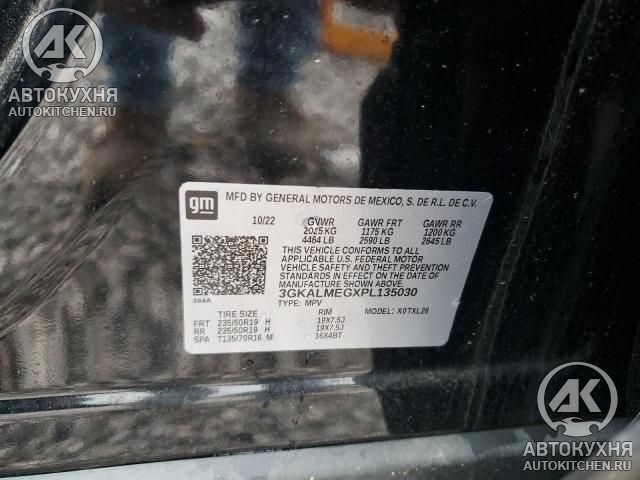 АВТОКУХНЯ
AUTOKITCHEN.RU
gm
MFD BY GENERAL MOTORS DE MEXICO, S. DE R.L. DE C.V.
10/22 GVWR GAWR FRT GAWR RR
2025 KG 1175 KG 1200 KG
4464 LB 2590 LB 2645 LB
THIS VEHICLE CONFORMS TO ALL
APPLICABLE U.S. FEDERAL MOTOR
VEHICLE SAFETY AND THEFT PREVENTION
STANDARDS IN EFFECT ON THE DATE
OF MANUFACTURE SHOWN ABOVE.
384A 3GKALMEGXPL135030
TYPE: MPV
TIRE SIZE RIM MODEL: X0TXL26
FRT 235/50R19 H 19X7.5J
RR 235/50R19 H 19X7.5J
SPA T135/70R16 M 16X4BT
АК
АВТОКУХНЯ
AUTOKITCHEN.RU